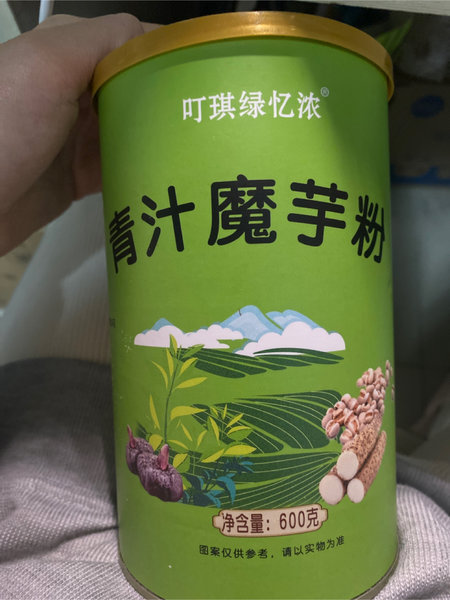 叮琪绿忆浓®
青汁魔芋粉
净含量：600克
图案仅供参考，请以实物为准